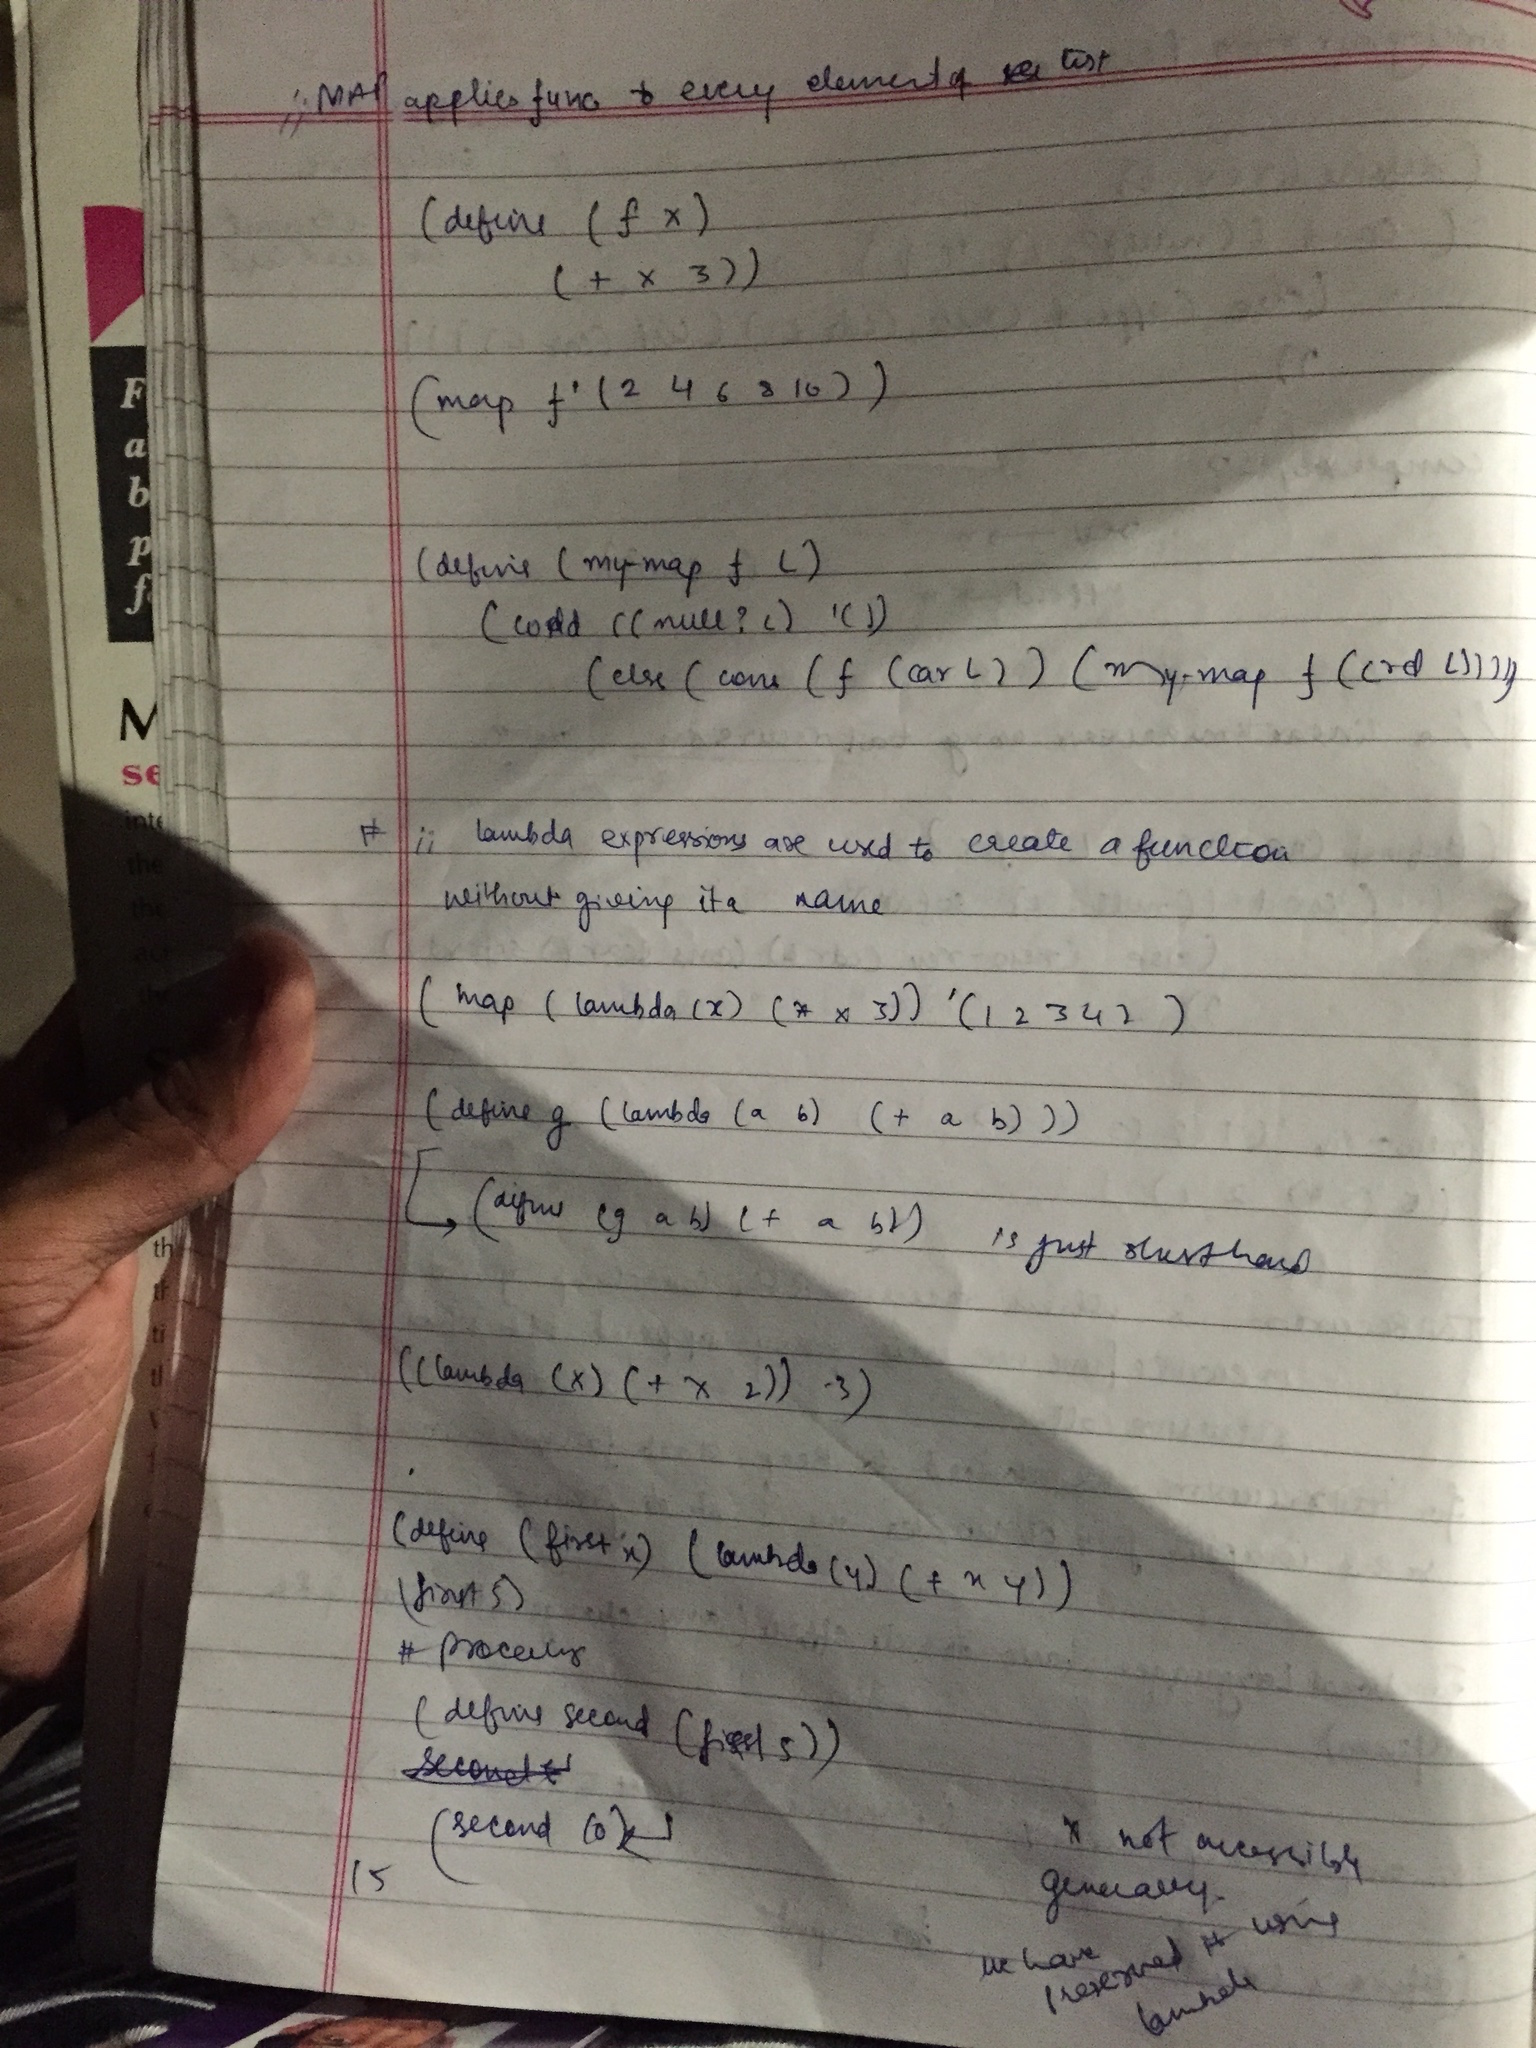 ;; MAP applies func to every element of list
(define (f x)
(+ x 3))
(map f '(2 4 6 8 10))
(define (my-map f L)
(cond ((null? L) '())
(else (cons (f (car L)) (my-map f (crd L)))))
# ;; lambda expressions are used to create a function
without giving it a name
(map (lambda (x) (* x 3)) '(1 2 3 4 2 )
(define g (lambda (a b) (+ a b)))
(define (g a b) (+ a b)) is just shorthand
((lambda (x) (+ x 2)) 3)
(define (first x) (lambda (y) (+ x y))
(first 5)
# procedure
(define second (first 5))
second
(second 10)
15
x not accessible
generally.
we have
preserved it using
lambda
F
a
b
p
f
M
se
inte
the
the
th